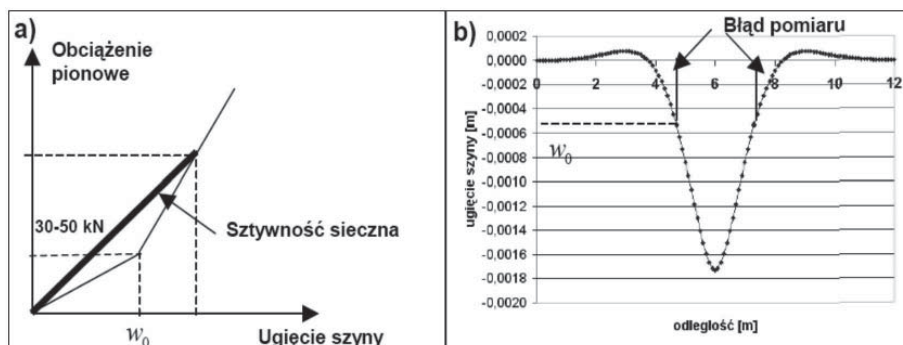 a)
Obciążenie
pionowe
30-50 kN
Sztywność sieczna
w₀
Ugięcie szyny
b)
Błąd pomiaru
ugięcie szyny [m]
0,0002
0,0000
-0,0002
-0,0004
-0,0006
-0,0008
-0,0010
-0,0012
-0,0014
-0,0016
-0,0018
-0,0020
0 2 4 6 8 10 12
w₀
odległość [m]